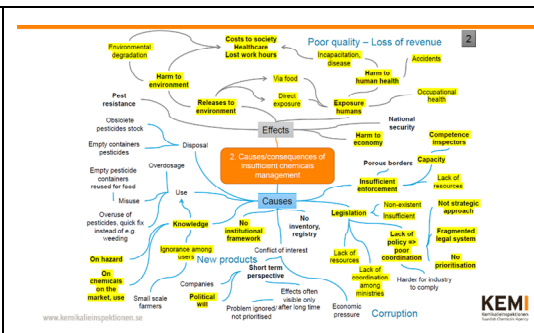 2
Poor quality – Loss of revenue
Costs to society
Healthcare
Lost work hours
Environmental
degradation
Incapacitation,
disease
Accidents
Harm to
environment
Harm to
human health
Via food
Direct
exposure
Occupational
health
Pest
resistance
Releases to
environment
Exposure
humans
Effects
National
security
Harm to
economy
Obsolete
pesticides stock
Empty containers
pesticides
Disposal
Empty pesticide
containers
reused for food
Overdosage
Misuse
Use
Overuse of
pesticides, quick fix
instead of e.g.
weeding
2. Causes/consequences of
insufficient chemicals
management
Causes
Competence
Inspectors
Porous borders
Capacity
Insufficient
enforcement
Lack of
resources
Knowledge
No
institutional
framework
No
inventory,
registry
Legislation
Non-existent
Insufficient
Not strategic
approach
Fragmented
legal system
No
prioritisation
Lack of
policy =>
poor
coordination
Harder for industry
to comply
Lack of
resources
Lack of
coordination
among
ministries
On hazard
On
chemicals
on the
market, use
Ignorance among
users
Small scale
farmers
New products
Conflict of interest
Short term
perspective
Companies
Political
will
Effects often
visible only
after long time
Problem ignored/
not prioritised
Economic
pressure
Corruption
www.kemikalieinspektionen.se
KEMI
Kemikalieinspektionen
Swedish Chemicals Agency